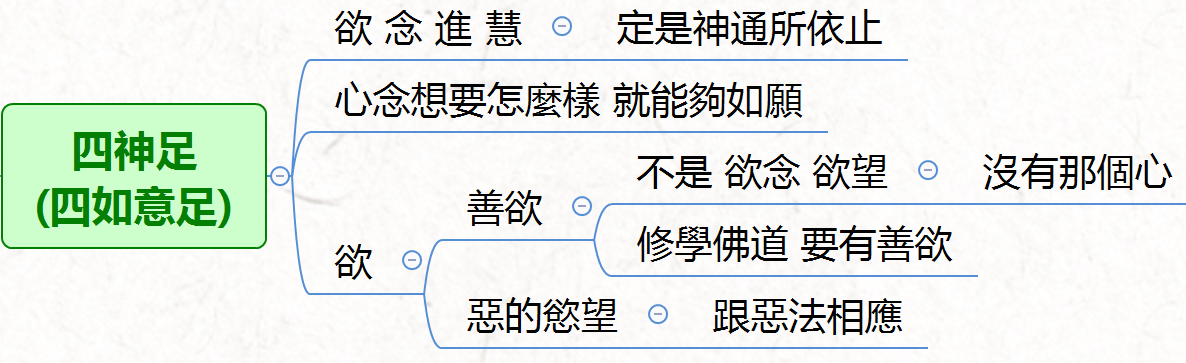 四神足
(四如意足)
欲 念 進 慧
定是神通所依止
心念想要怎麼樣 就能夠如願
欲
善欲
不是 欲念 欲望
沒有那個心
修學佛道 要有善欲
惡的慾望
跟惡法相應